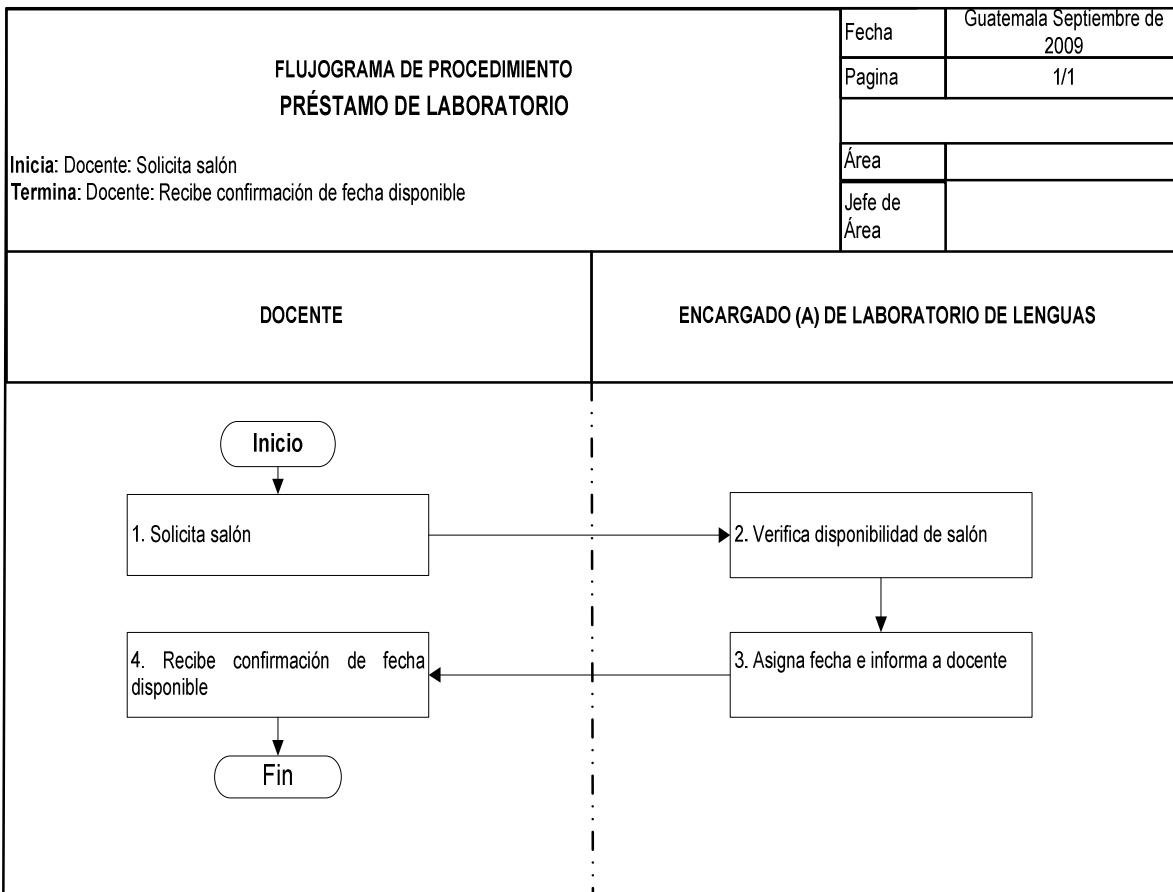 FLUJOGRAMA DE PROCEDIMIENTO
PRÉSTAMO DE LABORATORIO
Inicia: Docente: Solicita salón
Termina: Docente: Recibe confirmación de fecha disponible
Fecha
Guatemala Septiembre de
2009
Pagina
1/1
Área
Jefe de
Área
DOCENTE
ENCARGADO (A) DE LABORATORIO DE LENGUAS
Inicio
1. Solicita salón
2. Verifica disponibilidad de salón
3. Asigna fecha e informa a docente
4. Recibe confirmación de fecha
disponible
Fin